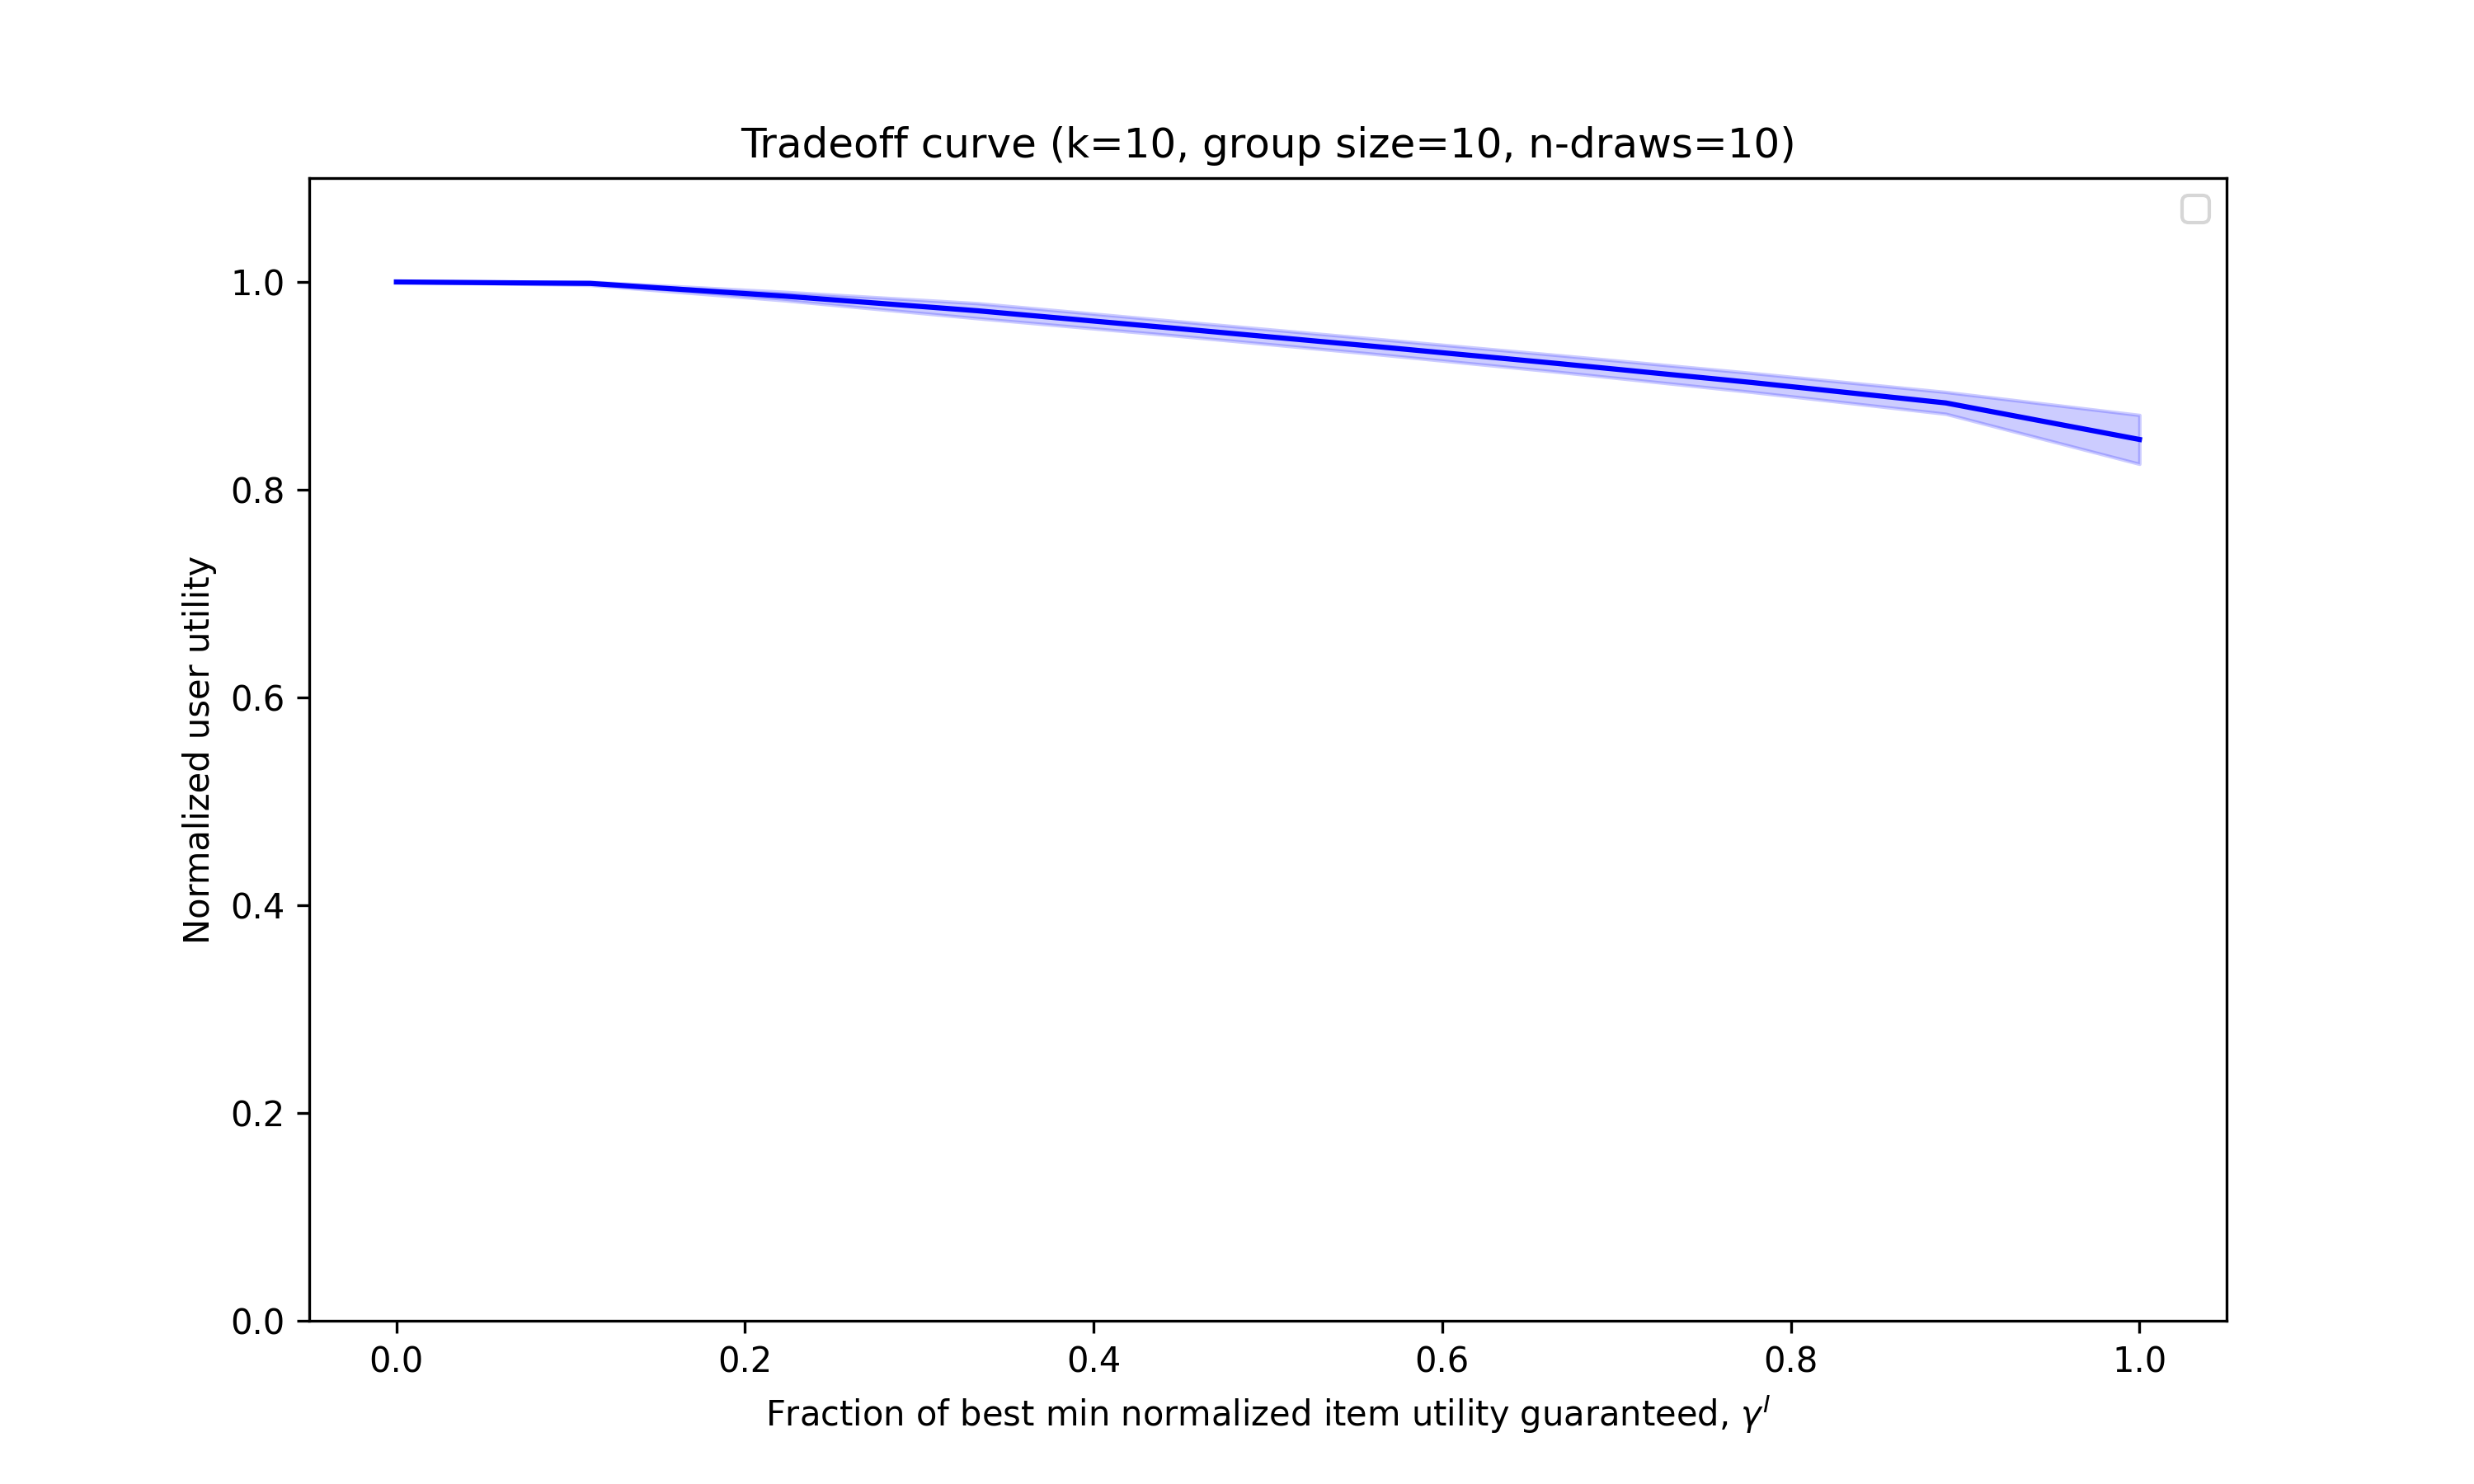 Tradeoff curve (k=10, group size=10, n-draws=10)
1.0
0.8
0.6
0.4
0.2
0.0
Normalized user utility
0.0 0.2 0.4 0.6 0.8 1.0
Fraction of best min normalized item utility guaranteed, γ^I